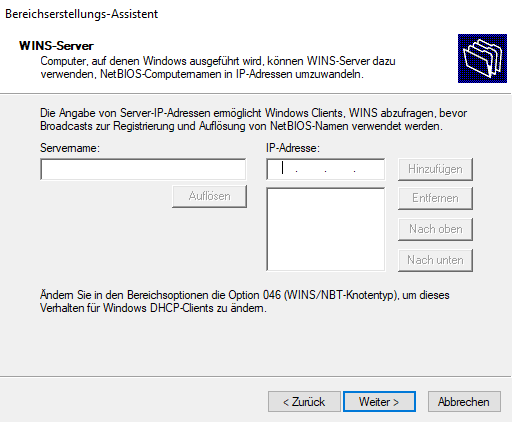 Bereichserstellungs-Assistent
WINS-Server
Computer, auf denen Windows ausgeführt wird, können WINS-Server dazu
verwenden, NetBIOS-Computernamen in IP-Adressen umzuwandeln.
Die Angabe von Server-IP-Adressen ermöglicht Windows Clients, WINS abzufragen, bevor
Broadcasts zur Registrierung und Auflösung von NetBIOS-Namen verwendet werden.
Servername:
IP-Adresse:
. . .
Hinzufügen
Auflösen
Entfernen
Nach oben
Nach unten
Ändern Sie in den Bereichsoptionen die Option 046 (WINS/NBT-Knotentyp), um dieses
Verhalten für Windows DHCP-Clients zu ändern.
< Zurück
Weiter >
Abbrechen